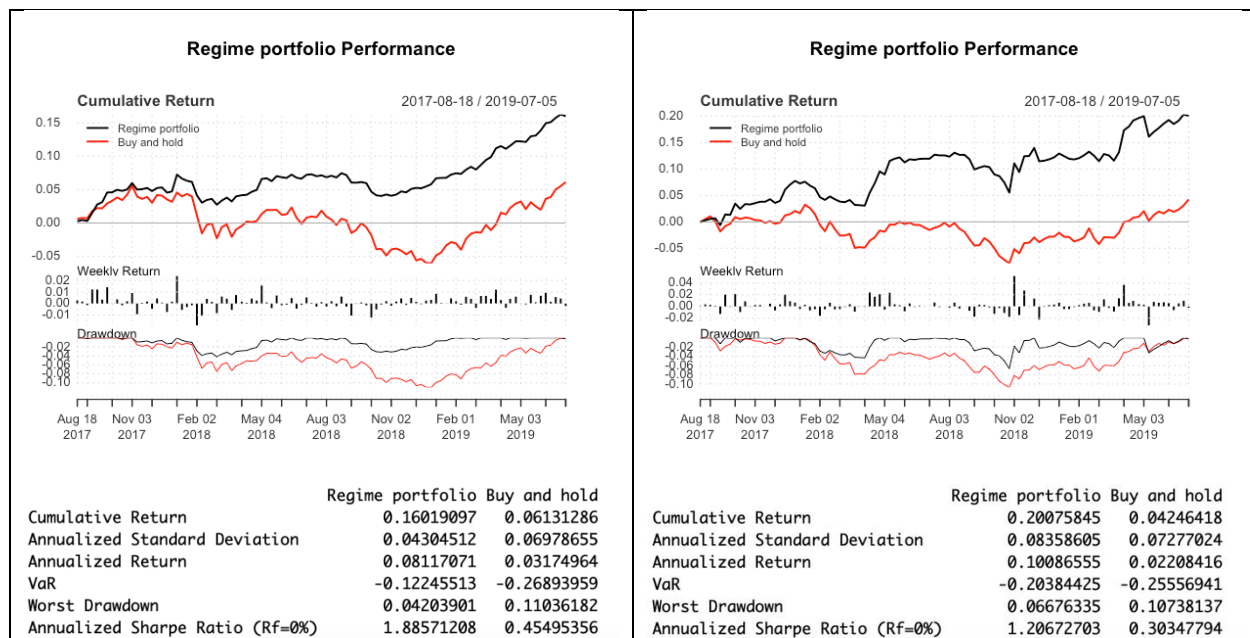 Regime portfolio Performance
Cumulative Return 2017-08-18 / 2019-07-05
Regime portfolio
Buy and hold
0.15
0.10
0.05
0.00
-0.05
Weekly Return
0.02
0.01
0.00
-0.01
Drawdown
-0.02
-0.04
-0.06
-0.08
-0.10
Aug 18 Nov 03 Feb 02 May 04 Aug 03 Nov 02 Feb 01 May 03
2017 2017 2018 2018 2018 2018 2019 2019
Regime portfolio Buy and hold
Cumulative Return 0.16019097 0.06131286
Annualized Standard Deviation 0.04304512 0.06978655
Annualized Return 0.08117071 0.03174964
VaR -0.12245513 -0.26893959
Worst Drawdown 0.04203901 0.11036182
Annualized Sharpe Ratio (Rf=0%) 1.88571208 0.45495356
Regime portfolio Performance
Cumulative Return 2017-08-18 / 2019-07-05
0.20
Regime portfolio
Buy and hold
0.15
0.10
0.05
0.00
-0.05
Weekly Return
0.04
0.02
0.00
-0.02
Drawdown
-0.02
-0.04
-0.06
-0.08
-0.10
Aug 18 Nov 03 Feb 02 May 04 Aug 03 Nov 02 Feb 01 May 03
2017 2017 2018 2018 2018 2018 2019 2019
Regime portfolio Buy and hold
Cumulative Return 0.20075845 0.04246418
Annualized Standard Deviation 0.08358605 0.07277024
Annualized Return 0.10086555 0.02208416
VaR -0.20384425 -0.25556941
Worst Drawdown 0.06676335 0.10738137
Annualized Sharpe Ratio (Rf=0%) 1.20672703 0.30347794